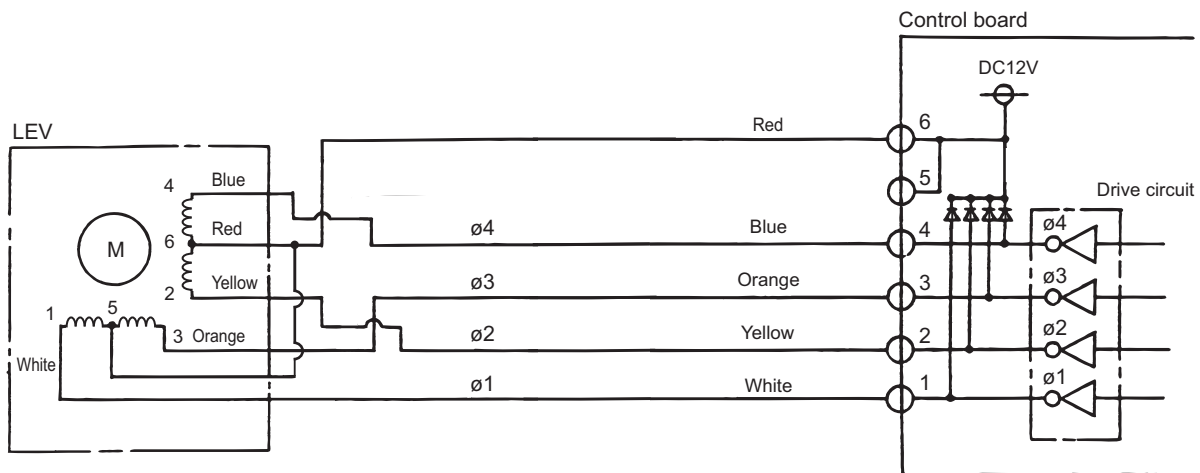 Control board
DC12V
LEV
Red
6
5
Drive circuit
4
Blue
Red
6
M
Yellow
2
ø4
Blue
4
ø4
ø3
Orange
3
ø3
1
5
3 Orange
White
ø2
Yellow
2
ø2
ø1
White
1
ø1